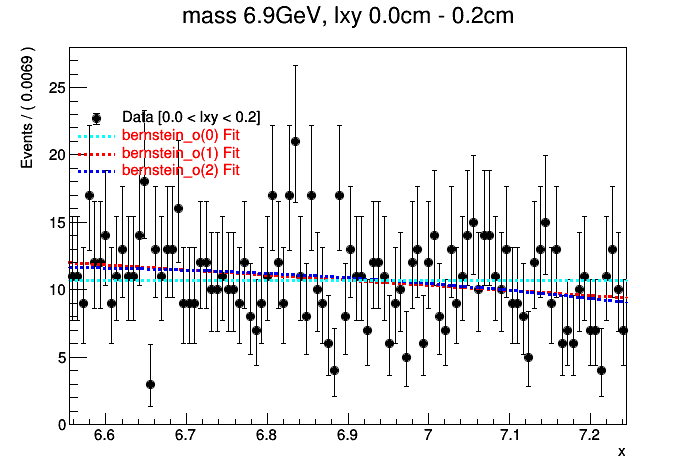 mass 6.9GeV, lxy 0.0cm - 0.2cm
Events / ( 0.0069 )
25
20
15
10
5
0
Data [0.0 < lxy < 0.2]
bernstein_o(0) Fit
bernstein_o(1) Fit
bernstein_o(2) Fit
6.6 6.7 6.8 6.9 7 7.1 7.2
x